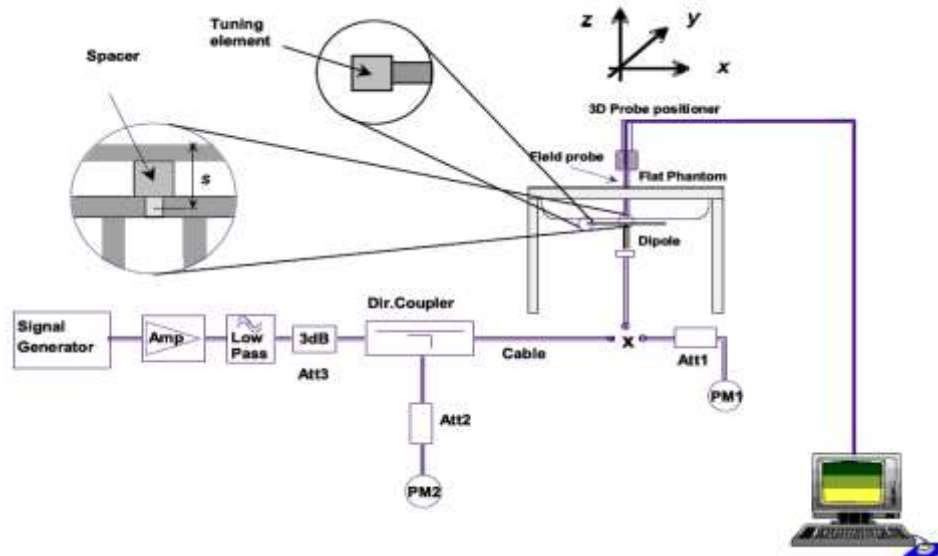 Tuning
element
Spacer
z
y
x
s
3D Probe positioner
Field probe
Flat Phantom
Dipole
Dir.Coupler
Signal
Generator
Amp
Low
Pass
3dB
Att3
Cable
x
Att1
PM1
Att2
PM2